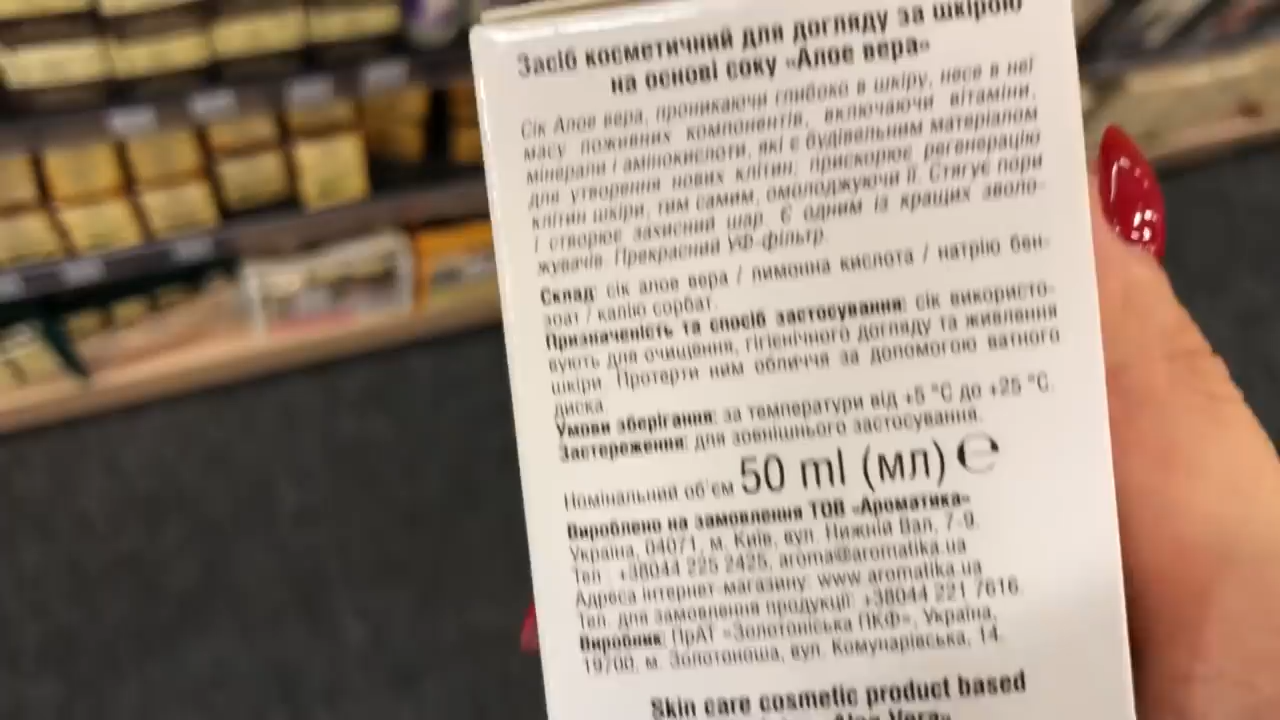 Засіб косметичний для догляду за шкірою
на основі соку «Алое вера»
Сік Алое вера, проникаючи глибоко в шкіру, несе в неї
масу поживних компонентів, включаючи вітаміни,
мінерали і амінокислоти, які є будівельним матеріалом
для утворення нових клітин; прискорює регенерацію
клітин шкіри, тим самим, омолоджуючи її. Стягує пори
і створює захисний шар. Є одним із кращих зволо-
жувачів. Прекрасний УФ-фільтр.
Склад: сік алое вера / лимонна кислота / натрію бен-
зоат / калію сорбат.
Призначеність та спосіб застосування: сік використо-
вують для очищення, гігієнічного догляду та живлення
шкіри. Протерти ним обличчя за допомогою ватного
диска.
Умови зберігання: за температури від +5 °С до +25 °С.
Застереження: для зовнішнього застосування.
Номінальний об'єм 50 ml (мл) ℮
Вироблено на замовлення ТОВ «Ароматика»
Україна, 04071, м. Київ, вул. Нижній Вал, 7-9.
Тел.: +38044 225 2425, aroma@aromatika.ua
Адреса інтернет-магазину: www.aromatika.ua
Тел. для замовлення продукції: +38044 221 7616.
Виробник: ПрАТ «Золотоніська ПКФ», Україна,
19700, м. Золотоноша, вул. Комунарівська, 14.
Skin care cosmetic product based
Aloe Vera»